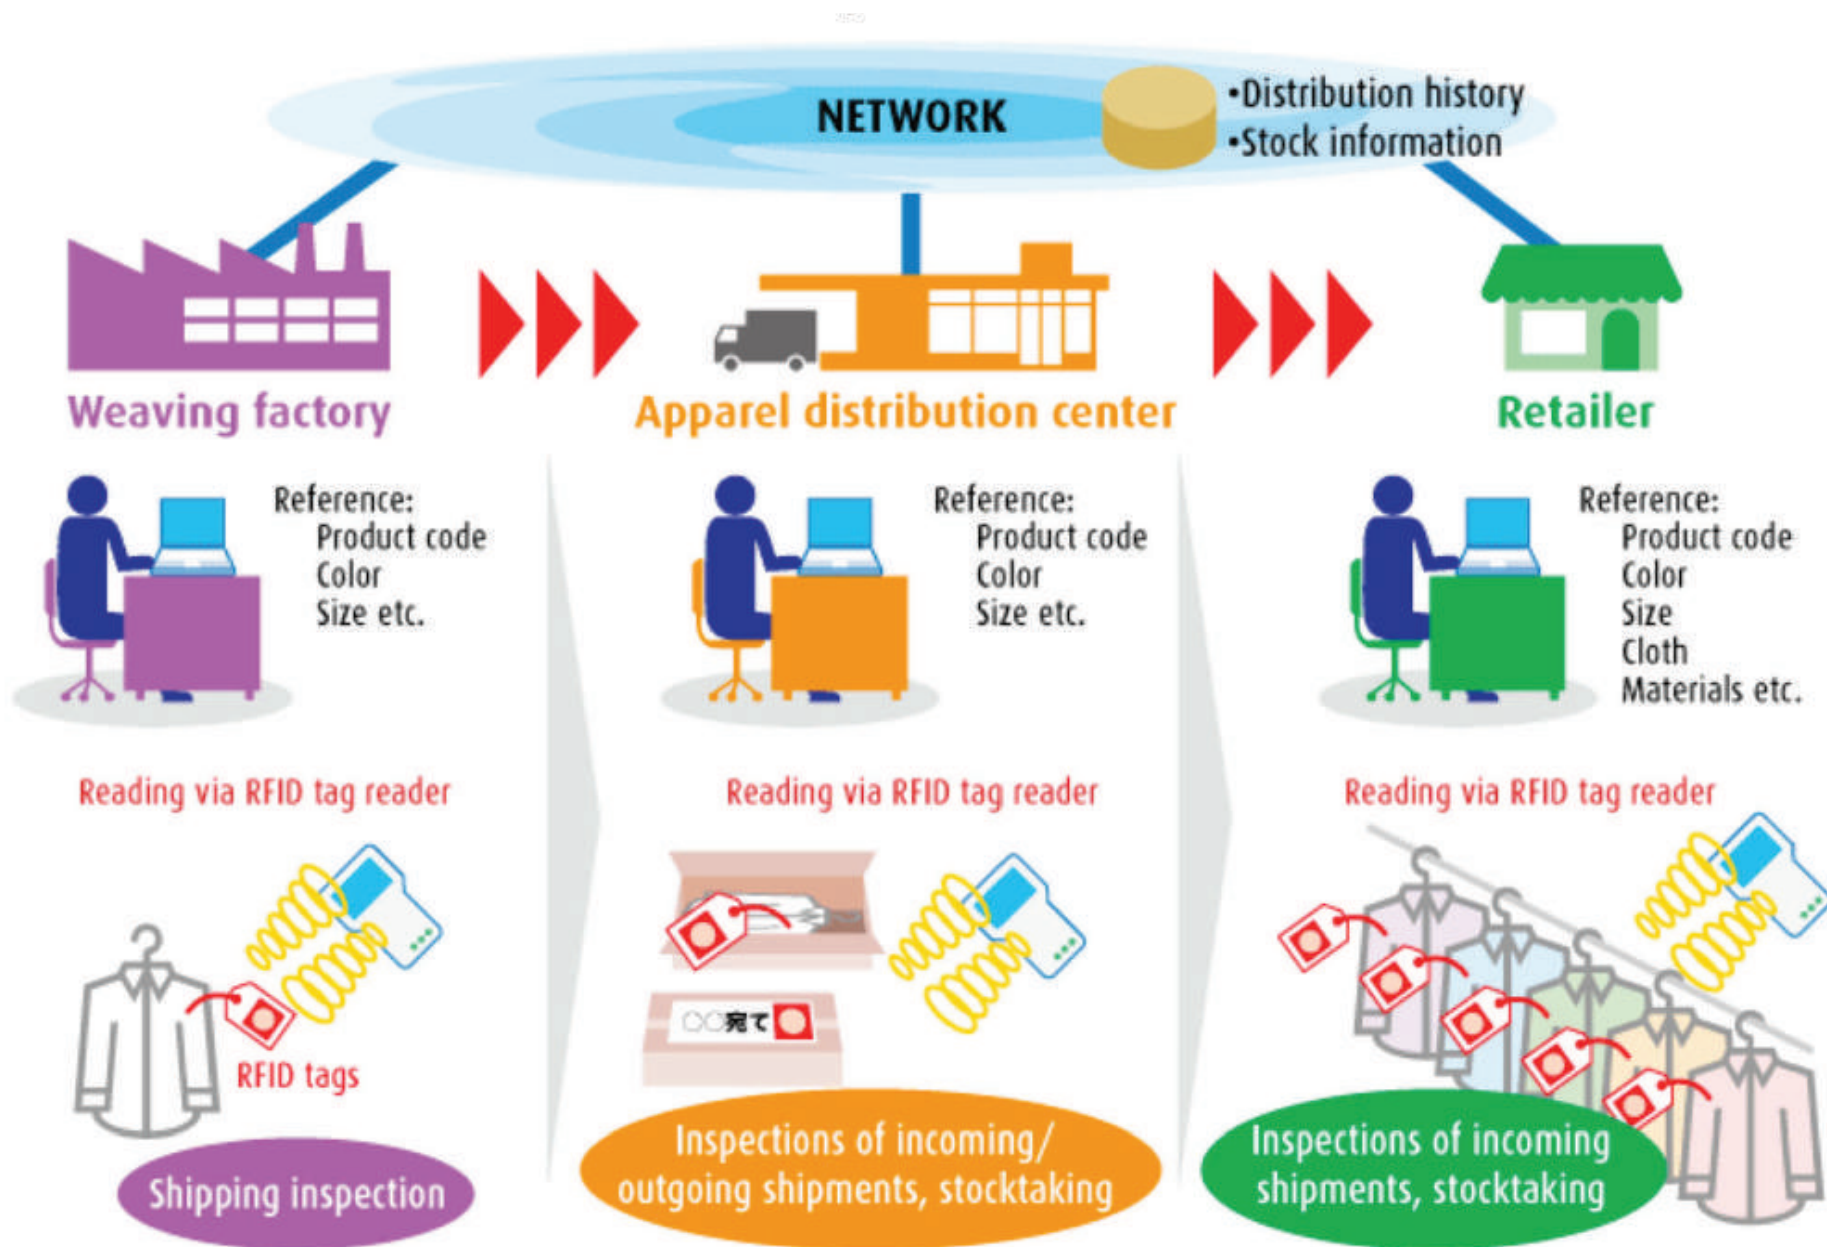 NETWORK
•Distribution history
•Stock information
Weaving factory
Apparel distribution center
Retailer
Reference:
Product code
Color
Size etc.
Reference:
Product code
Color
Size etc.
Reference:
Product code
Color
Size
Cloth
Materials etc.
Reading via RFID tag reader
Reading via RFID tag reader
Reading via RFID tag reader
RFID tags
○○宛て
Shipping inspection
Inspections of incoming/
outgoing shipments, stocktaking
Inspections of incoming
shipments, stocktaking